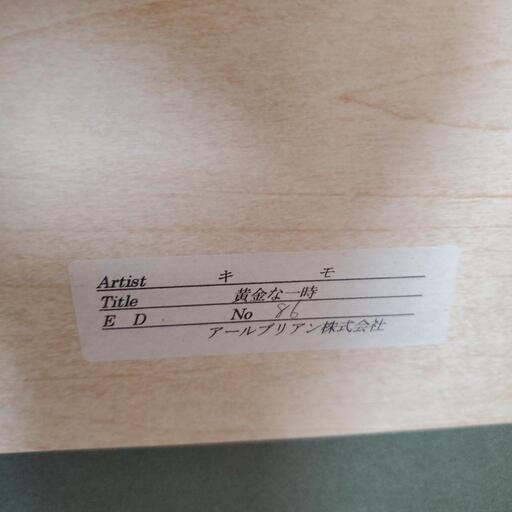 Artist キ モ
Title 黄金な一時
E D No 86
アールブリアン株式会社